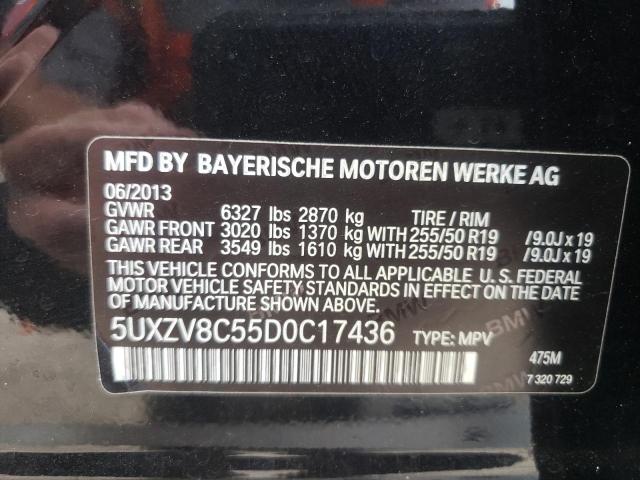 MFD BY BAYERISCHE MOTOREN WERKE AG
06/2013
GVWR 6327 lbs 2870 kg TIRE / RIM
GAWR FRONT 3020 lbs 1370 kg WITH 255/50 R19 /9.0J x 19
GAWR REAR 3549 lbs 1610 kg WITH 255/50 R19 /9.0J x 19
THIS VEHICLE CONFORMS TO ALL APPLICABLE U. S. FEDERAL
MOTOR VEHICLE SAFETY STANDARDS IN EFFECT ON THE DATE OF
MANUFACTURE SHOWN ABOVE.
5UXZV8C55D0C17436 TYPE: MPV
475M
7 320 729